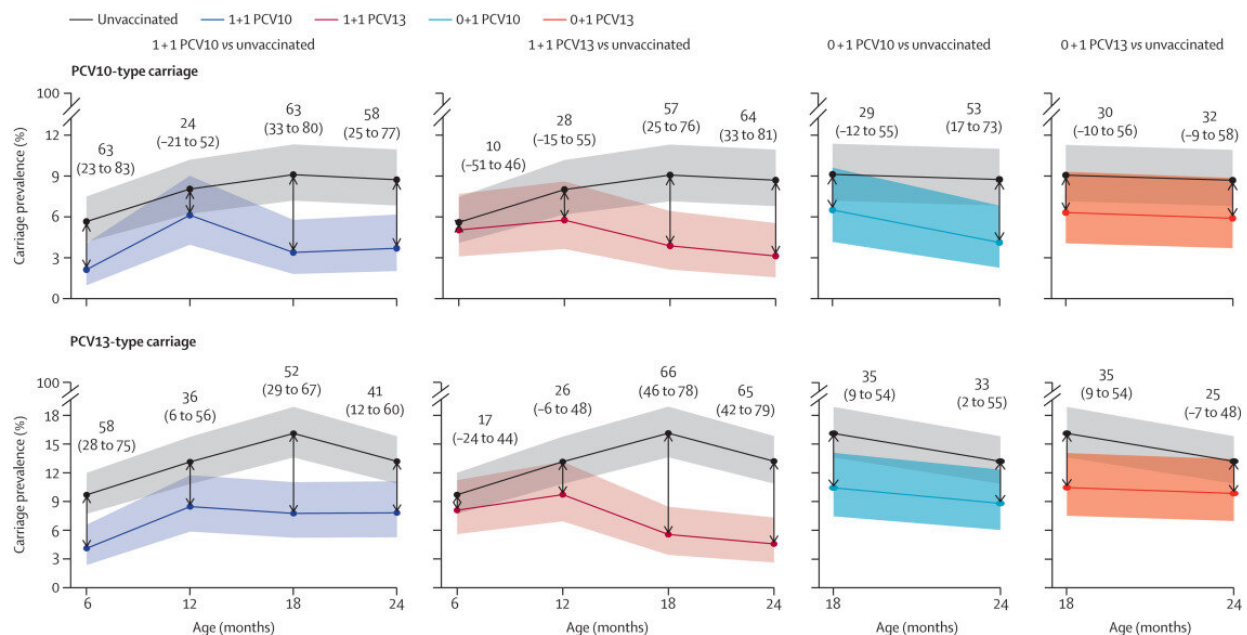 Unvaccinated 1+1 PCV10 1+1 PCV13 0+1 PCV10 0+1 PCV13
1+1 PCV10 vs unvaccinated 1+1 PCV13 vs unvaccinated 0+1 PCV10 vs unvaccinated 0+1 PCV13 vs unvaccinated
PCV10-type carriage
Carriage prevalence (%)
100
12
9
6
3
0
63
(23 to 83)
24
(−21 to 52)
63
(33 to 80)
58
(25 to 77)
10
(−51 to 46)
28
(−15 to 55)
57
(25 to 76)
64
(33 to 81)
29
(−12 to 55)
53
(17 to 73)
30
(−10 to 56)
32
(−9 to 58)
PCV13-type carriage
Carriage prevalence (%)
100
18
15
12
9
6
3
0
58
(28 to 75)
36
(6 to 56)
52
(29 to 67)
41
(12 to 60)
17
(−24 to 44)
26
(−6 to 48)
66
(46 to 78)
65
(42 to 79)
35
(9 to 54)
33
(2 to 55)
35
(9 to 54)
25
(−7 to 48)
6 12 18 24 6 12 18 24 18 24 18 24
Age (months) Age (months) Age (months) Age (months)